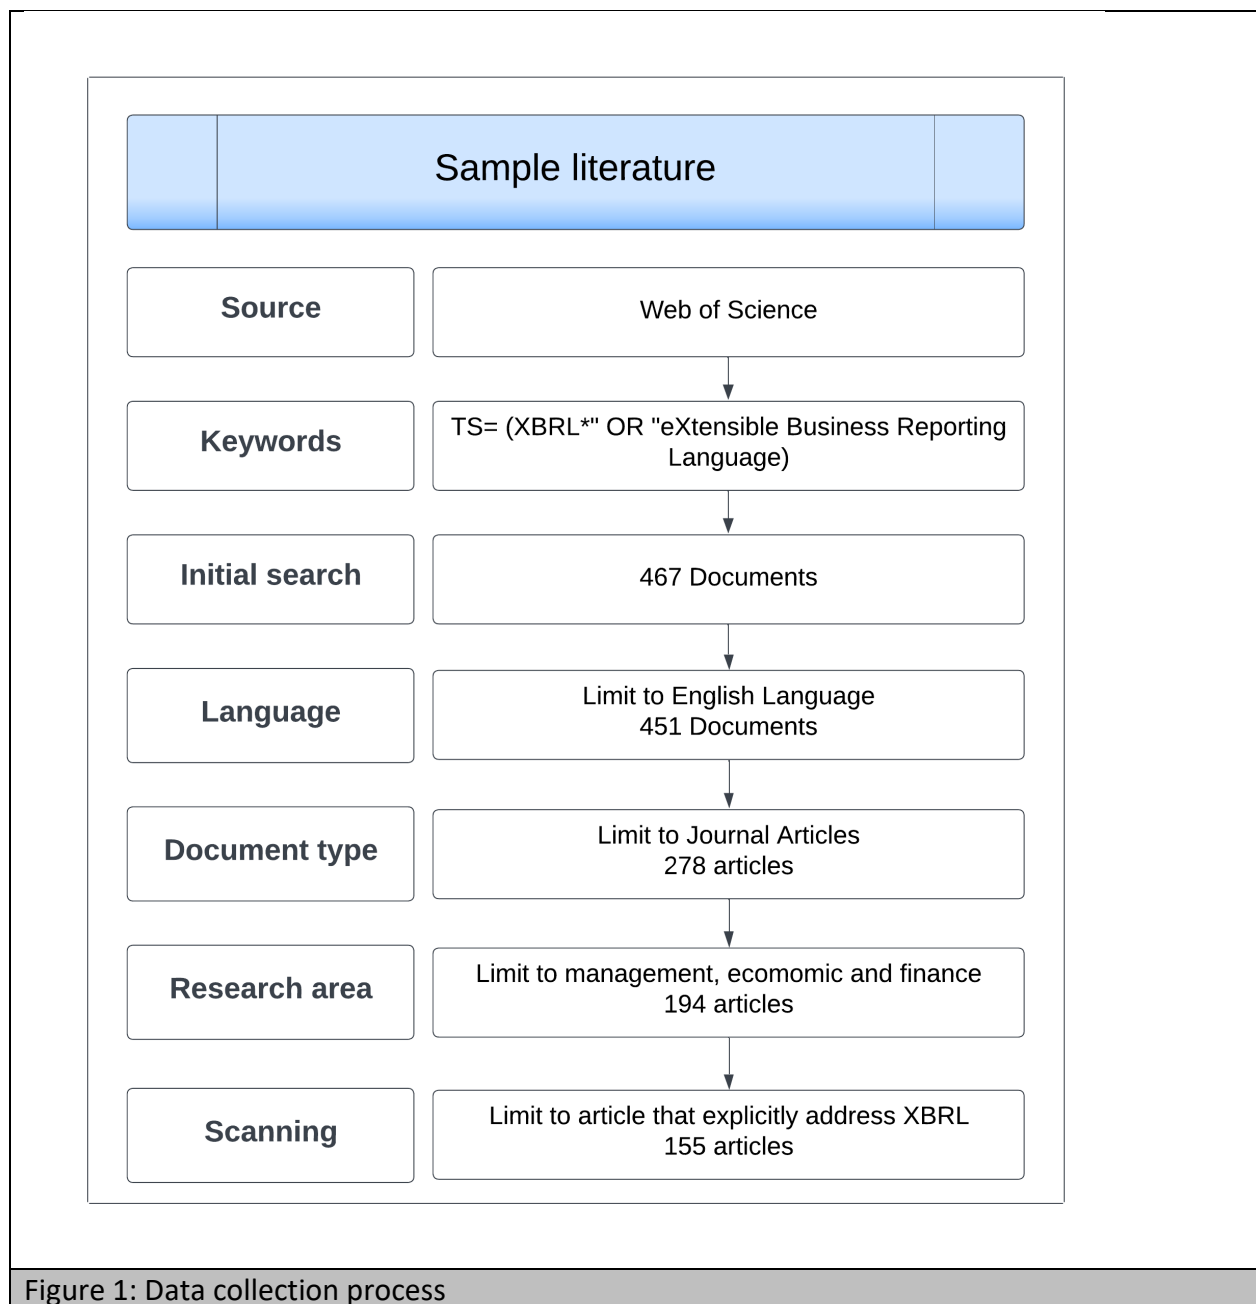 Sample literature
Source
Web of Science
Keywords
TS= (XBRL*" OR "eXtensible Business Reporting
Language)
Initial search
467 Documents
Language
Limit to English Language
451 Documents
Document type
Limit to Journal Articles
278 articles
Research area
Limit to management, ecomomic and finance
194 articles
Scanning
Limit to article that explicitly address XBRL
155 articles
Figure 1: Data collection process